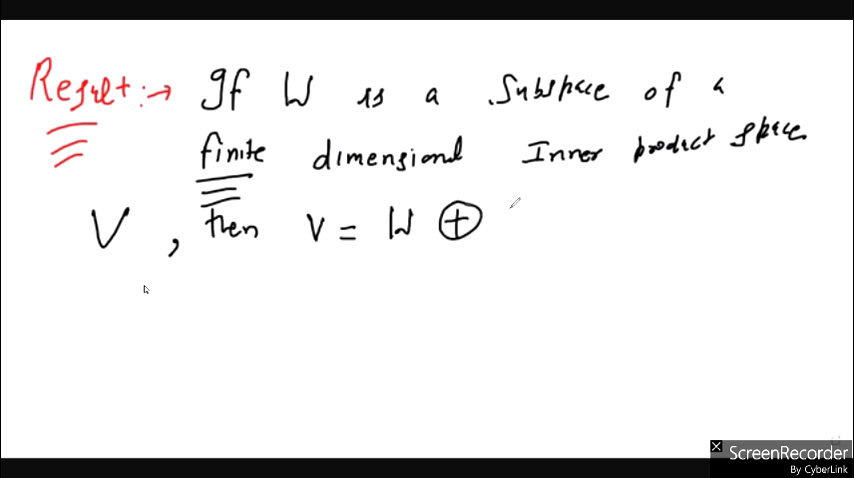 Result:→ If W is a Subspace of a
finite dimensional Inner product space
V, then V = W ⊕
ScreenRecorder
By CyberLink